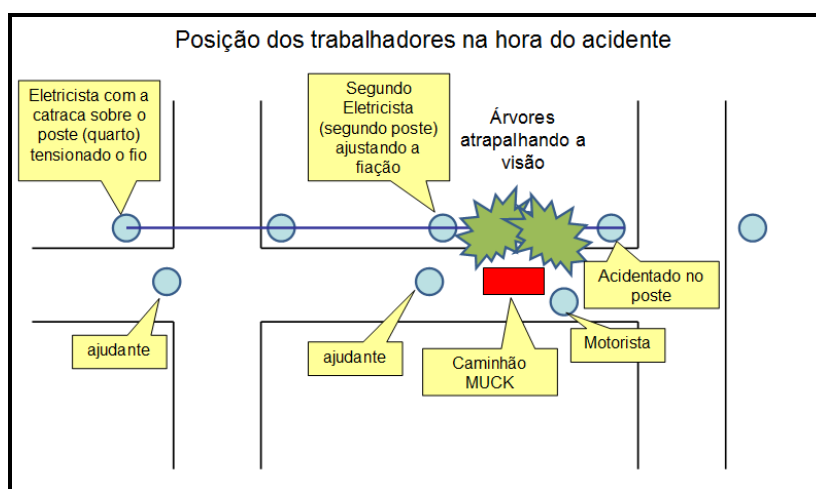 Posição dos trabalhadores na hora do acidente
Eletricista com a
catraca sobre o
poste (quarto)
tensionado o fio
Segundo
Eletricista
(segundo poste)
ajustando a
fiação
Árvores
atrapalhando a
visão
Acidentado no
poste
ajudante
ajudante
Caminhão
MUCK
Motorista